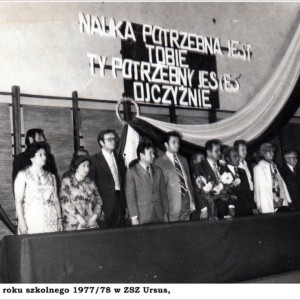 NAUKA POTRZEBNA JEST
TOBIE
TY POTRZEBNY JESTEŚ
OJCZYŹNIE
roku szkolnego 1977/78 w ZSZ Ursus,